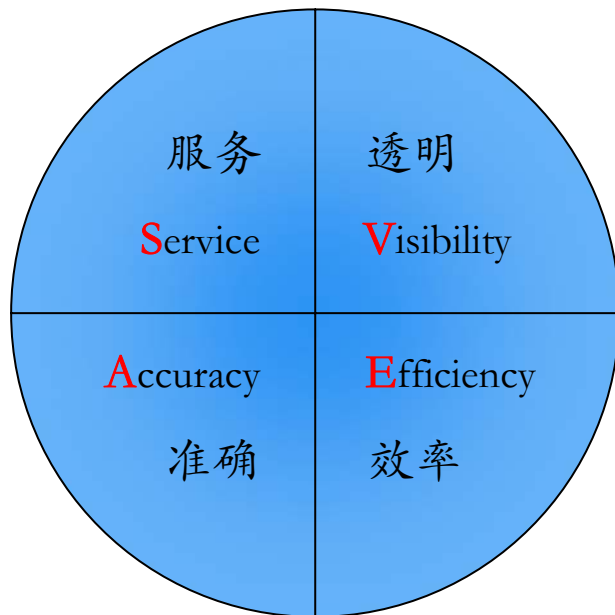 服务
Service
透明
Visibility
Accuracy
准确
Efficiency
效率